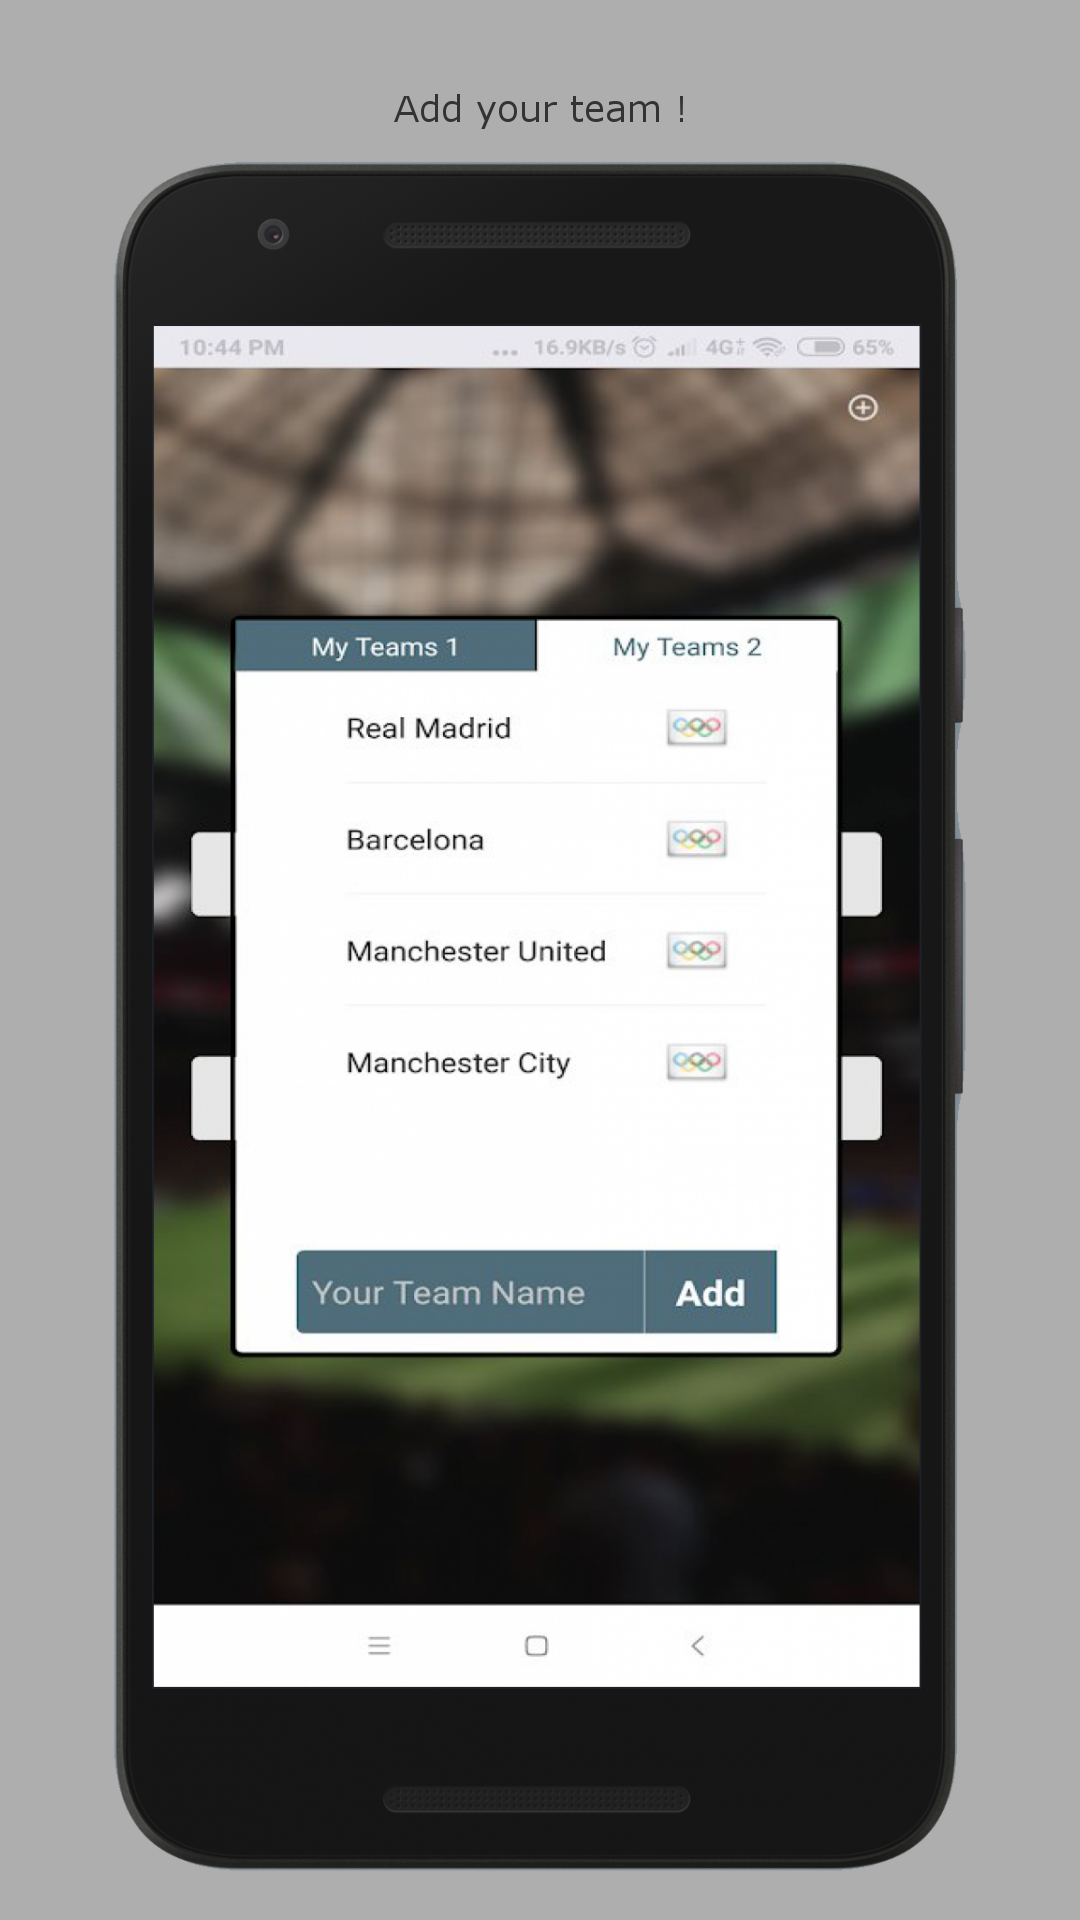 Add your team !
10:44 PM ... 16.9KB/s 4G+ 65%
My Teams 1 My Teams 2
Real Madrid
Barcelona
Manchester United
Manchester City
Your Team Name Add